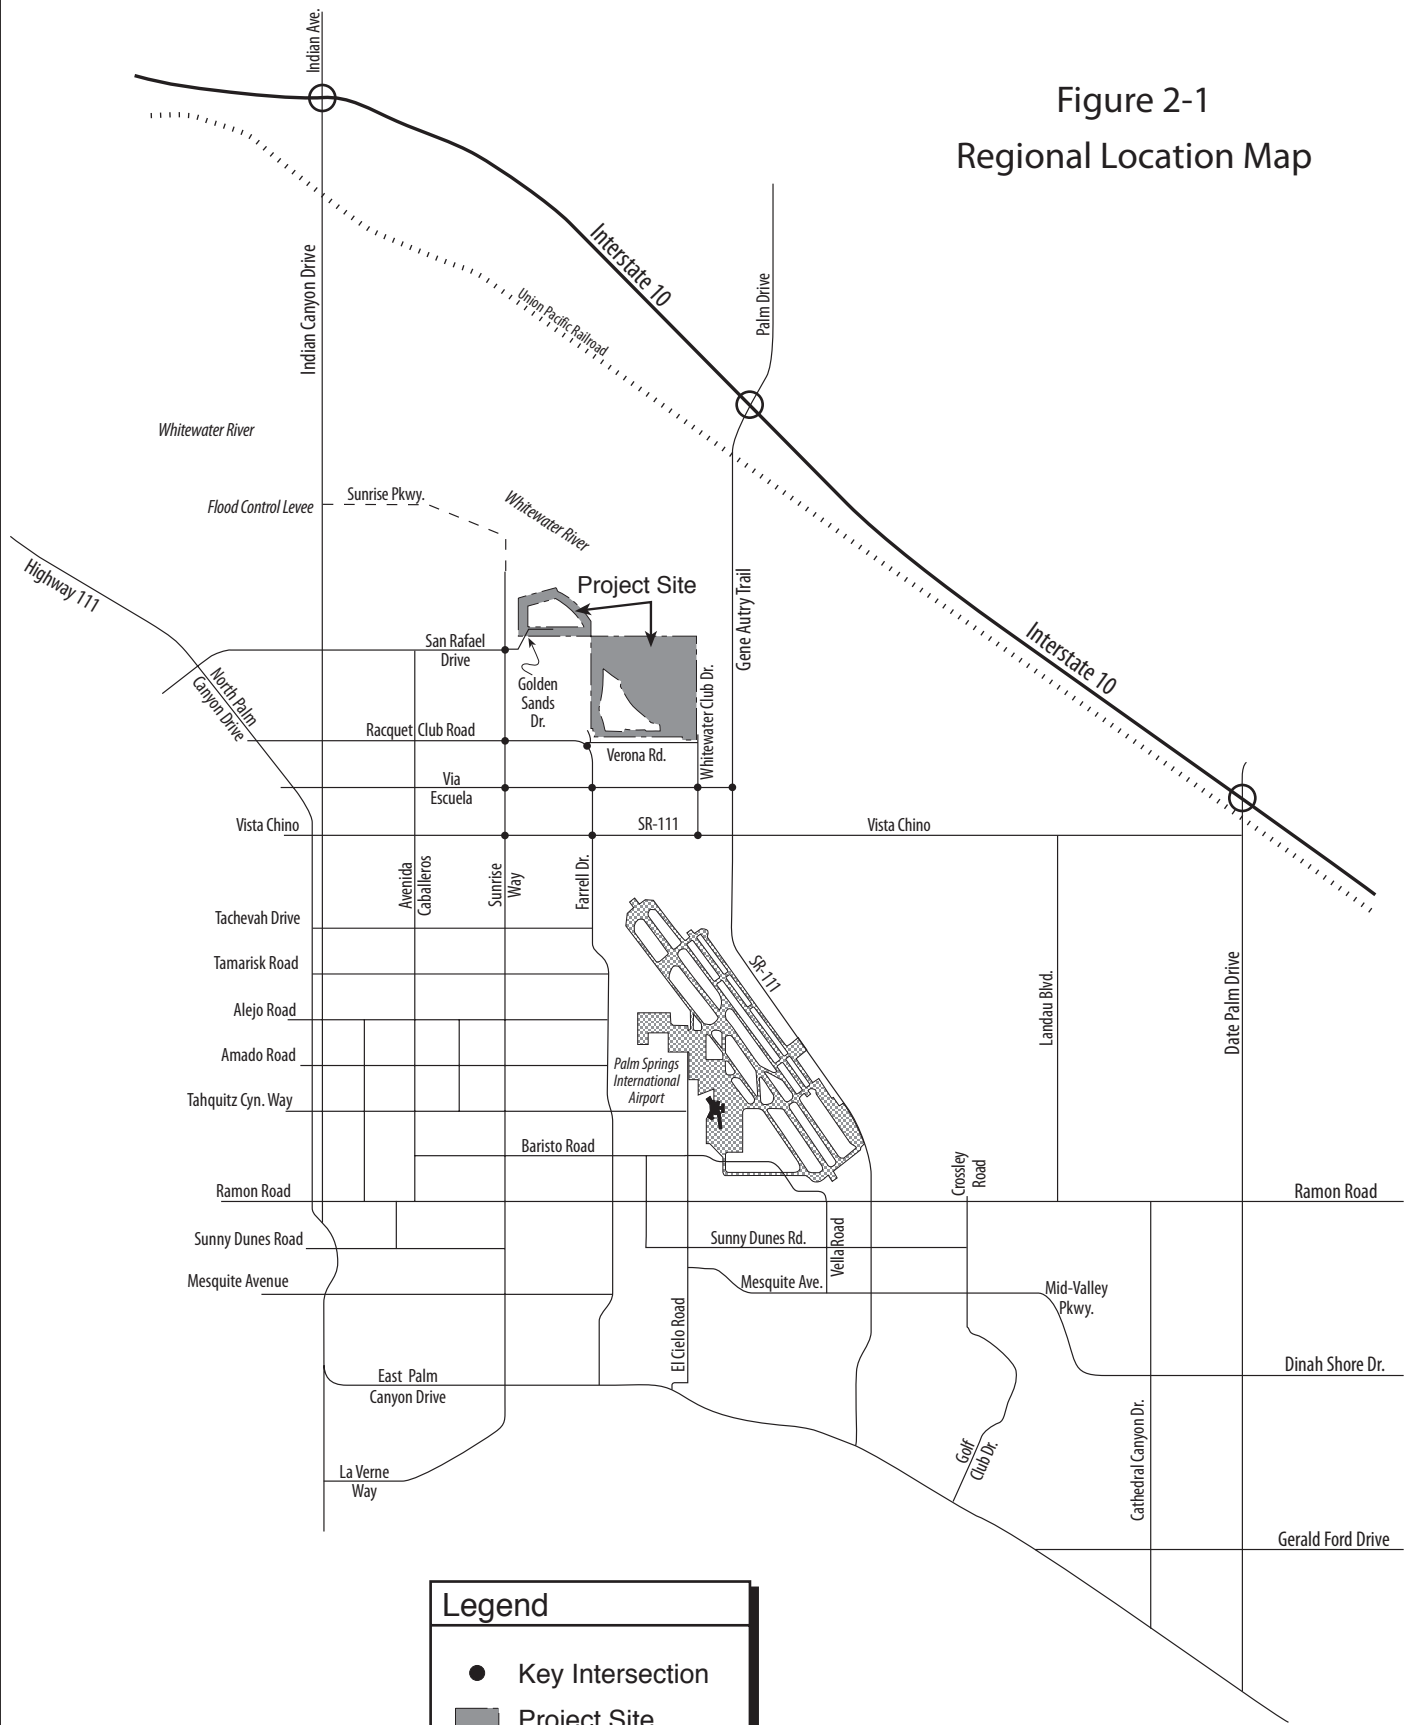 Indian Ave.
Figure 2-1
Regional Location Map
Interstate 10
Palm Drive
Indian Canyon Drive
Union Pacific Railroad
Whitewater River
Sunrise Pkwy.
Flood Control Levee
Whitewater River
Highway 111
Project Site
Gene Autry Trail
San Rafael
Drive
Interstate 10
North Palm
Canyon Drive
Golden
Sands
Dr.
Whitewater Club Dr.
Racquet Club Road
Verona Rd.
Via
Escuela
Vista Chino
SR-111
Vista Chino
Avenida
Caballeros
Sunrise
Way
Farrell Dr.
Tachevah Drive
Tamarisk Road
SR-111
Landau Blvd.
Date Palm Drive
Alejo Road
Amado Road
Palm Springs
International
Airport
Tahquitz Cyn. Way
Baristo Road
Crossley
Road
Ramon Road
Ramon Road
Sunny Dunes Road
Sunny Dunes Rd.
Vella Road
Mesquite Avenue
Mesquite Ave.
Mid-Valley
Pkwy.
El Cielo Road
Dinah Shore Dr.
East Palm
Canyon Drive
Cathedral Canyon Dr.
Golf
Club Dr.
La Verne
Way
Gerald Ford Drive
Legend
Key Intersection
Project Site